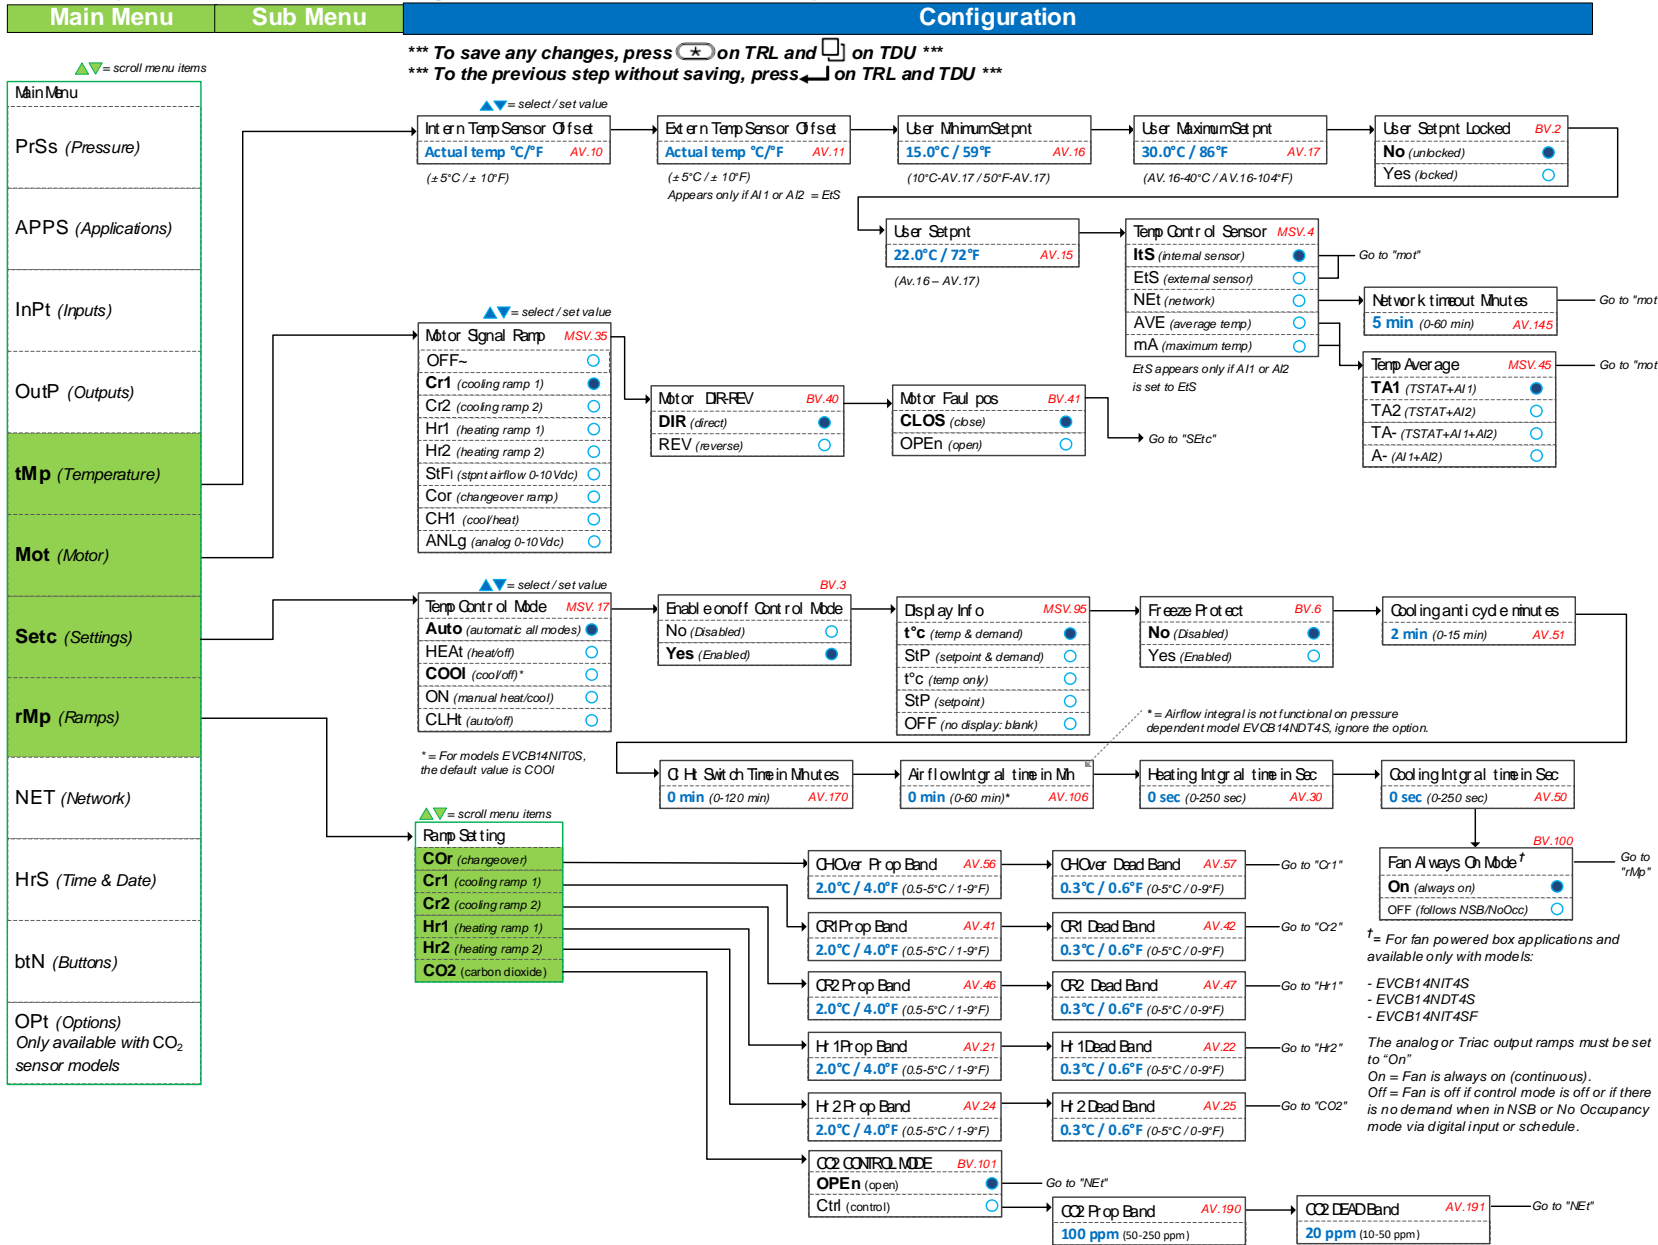 Main Menu
Sub Menu
Configuration
*** To save any changes, press * on TRL and on TDU ***
*** To the previous step without saving, press on TRL and TDU ***
= scroll menu items
Main Menu
PrSs (Pressure)
APPS (Applications)
InPt (Inputs)
OutP (Outputs)
tMp (Temperature)
Mot (Motor)
Setc (Settings)
rMp (Ramps)
NET (Network)
HrS (Time & Date)
btN (Buttons)
OPt (Options)
Only available with CO2
sensor models
= select / set value
Intern Temp Sensor Offset
Actual temp °C/°F AV.10
(± 5°C / ± 10°F)
Extern Temp Sensor Offset
Actual temp °C/°F AV.11
(± 5°C / ± 10°F)
Appears only if AI1 or AI2 = EtS
User Minimum Setpnt
15.0°C / 59°F AV.16
(10°C-AV.17 / 50°F-AV.17)
User Maximum Setpnt
30.0°C / 86°F AV.17
(AV.16-40°C / AV.16-104°F)
User Setpnt Locked BV.2
No (unlocked)
Yes (locked)
User Setpnt
22.0°C / 72°F AV.15
(Av.16 – AV.17)
Temp Control Sensor MSV.4
ItS (internal sensor)
EtS (external sensor)
NEt (network)
AVE (average temp)
mA (maximum temp)
EtS appears only if AI1 or AI2
is set to EtS
Go to "mot"
Network timeout Minutes
5 min (0-60 min) AV.145
Go to "mot
Temp Average MSV.45
TA1 (TSTAT+AI1)
TA2 (TSTAT+AI2)
TA- (TSTAT+AI1+AI2)
A- (AI1+AI2)
Go to "mot
= select / set value
Motor Signal Ramp MSV.35
OFF~
Cr1 (cooling ramp 1)
Cr2 (cooling ramp 2)
Hr1 (heating ramp 1)
Hr2 (heating ramp 2)
StFl (stpnt airflow 0-10Vdc)
Cor (changeover ramp)
CH1 (cool/heat)
ANLg (analog 0-10Vdc)
Motor DIR-REV BV.40
DIR (direct)
REV (reverse)
Motor Faul pos BV.41
CLOS (close)
OPEn (open)
Go to "SEtc"
= select / set value
Temp Control Mode MSV.17
Auto (automatic all modes)
HEAt (heat/off)
COOl (cool/off)*
ON (manual heat/cool)
CLHt (auto/off)
* = For models EVCB14NIT0S,
the default value is COOl
BV.3
Enable onoff Control Mode
No (Disabled)
Yes (Enabled)
Display Info MSV.95
t°c (temp & demand)
StP (setpoint & demand)
t°c (temp only)
StP (setpoint)
OFF (no display: blank)
Freeze Protect BV.6
No (Disabled)
Yes (Enabled)
Cooling anti cycle minutes
2 min (0-15 min) AV.51
* = Airflow integral is not functional on pressure
dependent model EVCB14NDT4S, ignore the option.
Cl Ht Switch Time in Minutes
0 min (0-120 min) AV.170
Airflow Intgral time in Min
0 min (0-60 min)* AV.106
Heating Intgral time in Sec
0 sec (0-250 sec) AV.30
Cooling Intgral time in Sec
0 sec (0-250 sec) AV.50
BV.100
Fan Always On Mode †
On (always on)
OFF (follows NSB/NoOcc)
Go to
"rMp"
† = For fan powered box applications and
available only with models:
- EVCB14NIT4S
- EVCB14NDT4S
- EVCB14NIT4SF
The analog or Triac output ramps must be set
to “On”
On = Fan is always on (continuous).
Off = Fan is off if control mode is off or if there
is no demand when in NSB or No Occupancy
mode via digital input or schedule.
= scroll menu items
Ramp Setting
COr (changeover)
Cr1 (cooling ramp 1)
Cr2 (cooling ramp 2)
Hr1 (heating ramp 1)
Hr2 (heating ramp 2)
CO2 (carbon dioxide)
CHOver Prop Band AV.56
2.0°C / 4.0°F (0.5-5°C / 1-9°F)
CHOver Dead Band AV.57
0.3°C / 0.6°F (0-5°C / 0-9°F)
Go to "Cr1"
CR1 Prop Band AV.41
2.0°C / 4.0°F (0.5-5°C / 1-9°F)
CR1 Dead Band AV.42
0.3°C / 0.6°F (0-5°C / 0-9°F)
Go to "Cr2"
CR2 Prop Band AV.46
2.0°C / 4.0°F (0.5-5°C / 1-9°F)
CR2 Dead Band AV.47
0.3°C / 0.6°F (0-5°C / 0-9°F)
Go to "Hr1"
Hr1 Prop Band AV.21
2.0°C / 4.0°F (0.5-5°C / 1-9°F)
Hr1 Dead Band AV.22
0.3°C / 0.6°F (0-5°C / 0-9°F)
Go to "Hr2"
Hr2 Prop Band AV.24
2.0°C / 4.0°F (0.5-5°C / 1-9°F)
Hr2 Dead Band AV.25
0.3°C / 0.6°F (0-5°C / 0-9°F)
Go to "CO2"
CO2 CONTROL MODE BV.101
OPEn (open)
Ctrl (control)
Go to "NEt"
CO2 Prop Band AV.190
100 ppm (50-250 ppm)
CO2 DEAD Band AV.191
20 ppm (10-50 ppm)
Go to "NEt"